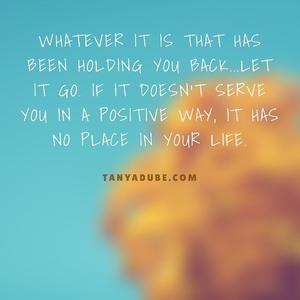 WHATEVER IT IS THAT HAS
BEEN HOLDING YOU BACK...LET
IT GO. IF IT DOESN'T SERVE
YOU IN A POSITIVE WAY, IT HAS
NO PLACE IN YOUR LIFE.
TANYADUBE.COM